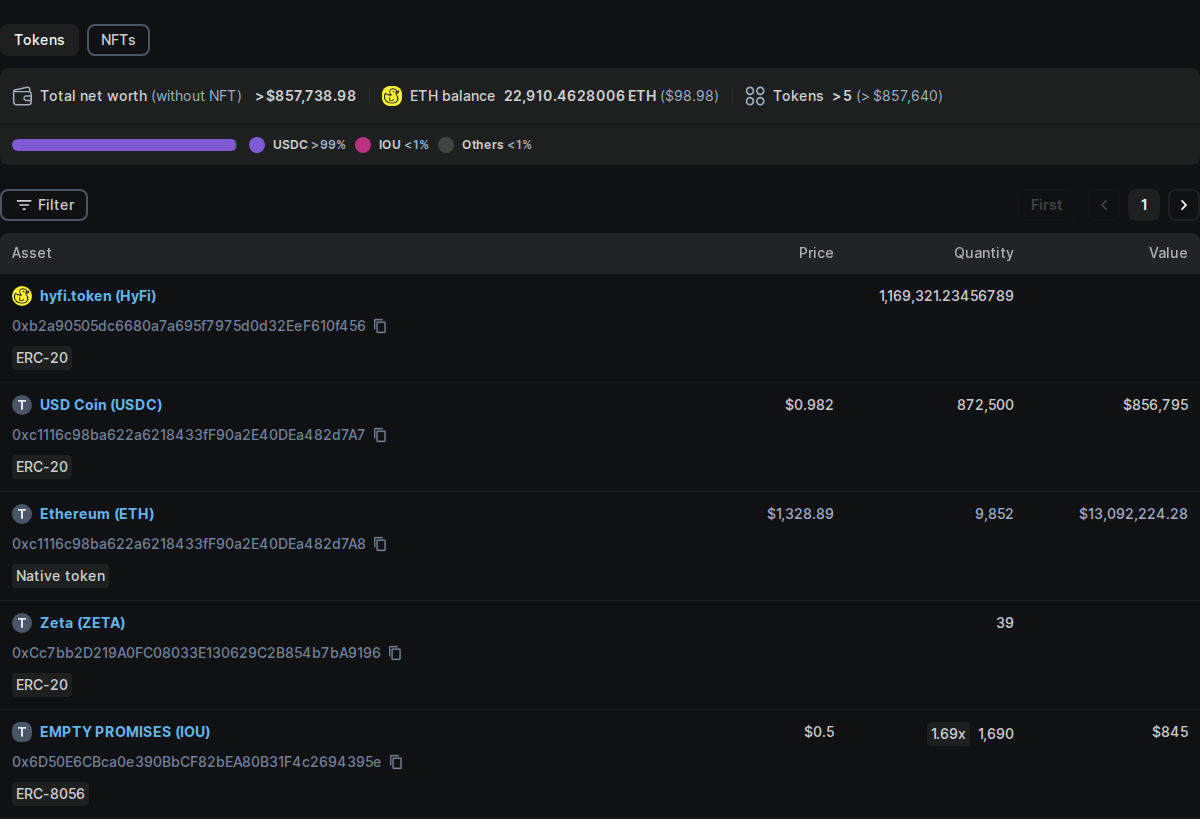 Tokens NFTs
Total net worth (without NFT) >$857,738.98 ETH balance 22,910.4628006 ETH ($98.98) Tokens >5 (> $857,640)
USDC >99% IOU <1% Others <1%
Filter First 1
Asset Price Quantity Value
hyfi.token (HyFi) 1,169,321.23456789
0xb2a90505dc6680a7a695f7975d0d32EeF610f456
ERC-20
T USD Coin (USDC) $0.982 872,500 $856,795
0xc1116c98ba622a6218433fF90a2E40DEa482d7A7
ERC-20
T Ethereum (ETH) $1,328.89 9,852 $13,092,224.28
0xc1116c98ba622a6218433fF90a2E40DEa482d7A8
Native token
T Zeta (ZETA) 39
0xCc7bb2D219A0FC08033E130629C2B854b7bA9196
ERC-20
T EMPTY PROMISES (IOU) $0.5 1.69x 1,690 $845
0x6D50E6CBca0e390BbCF82bEA80B31F4c2694395e
ERC-8056